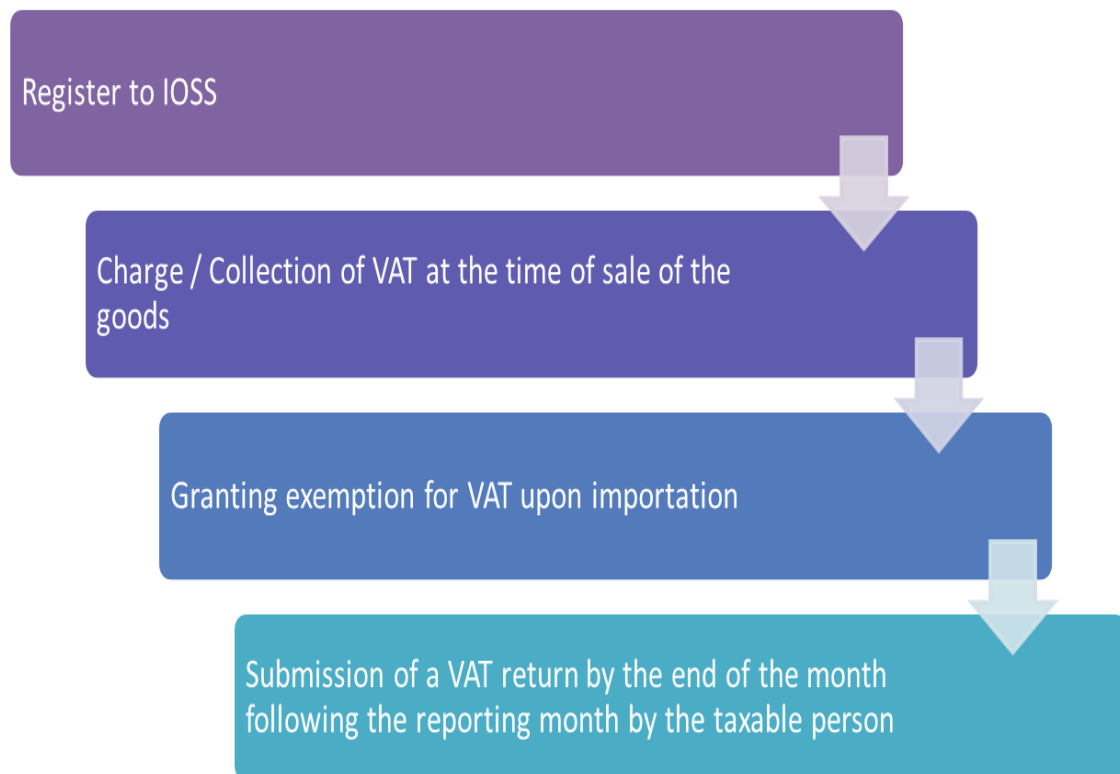 Register to IOSS
Charge / Collection of VAT at the time of sale of the
goods
Granting exemption for VAT upon importation
Submission of a VAT return by the end of the month
following the reporting month by the taxable person